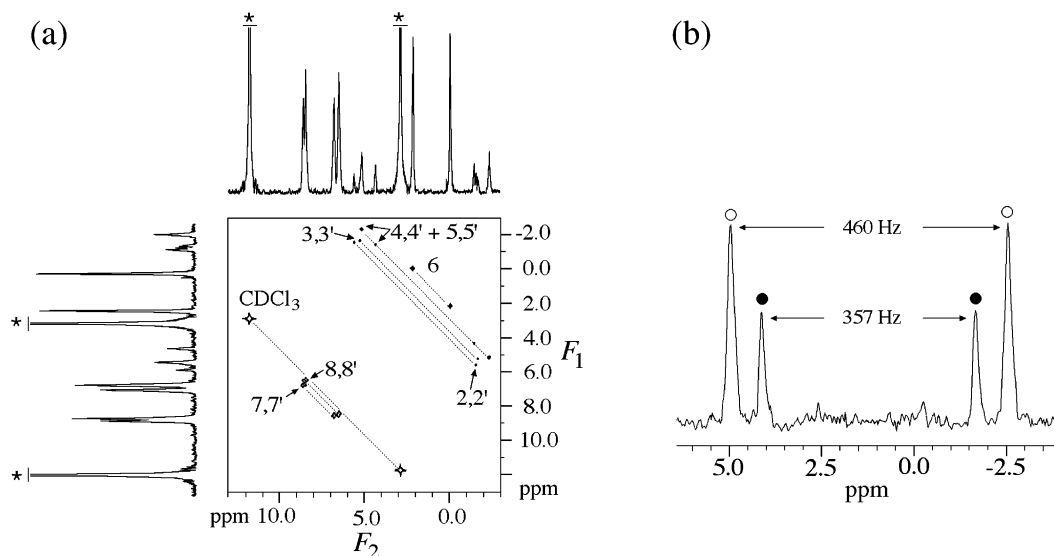 (a)
* *
(b)
-2.0
0.0
2.0
4.0
6.0
8.0
10.0
ppm
F1
*
*
3,3'
4,4' + 5,5'
6
CDCl3
8,8'
7,7'
2,2'
ppm 10.0 5.0 0.0
F2
460 Hz
357 Hz
5.0 2.5 0.0 -2.5
ppm